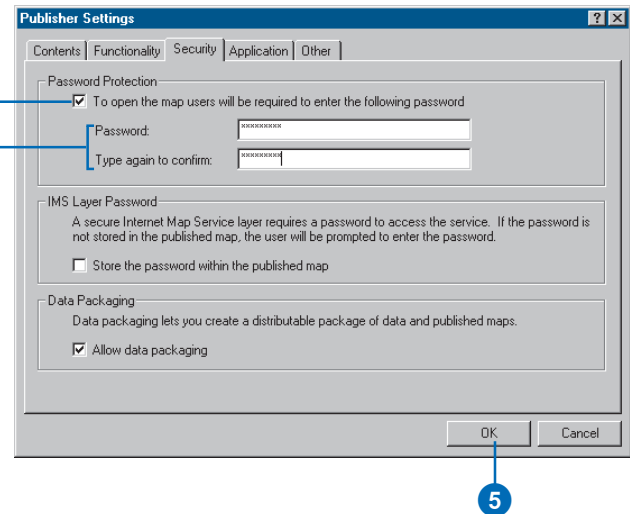 Publisher Settings
Contents Functionality Security Application Other
Password Protection
To open the map users will be required to enter the following password
Password: *********
Type again to confirm: *********
IMS Layer Password
A secure Internet Map Service layer requires a password to access the service. If the password is
not stored in the published map, the user will be prompted to enter the password.
Store the password within the published map
Data Packaging
Data packaging lets you create a distributable package of data and published maps.
Allow data packaging
OK Cancel
5